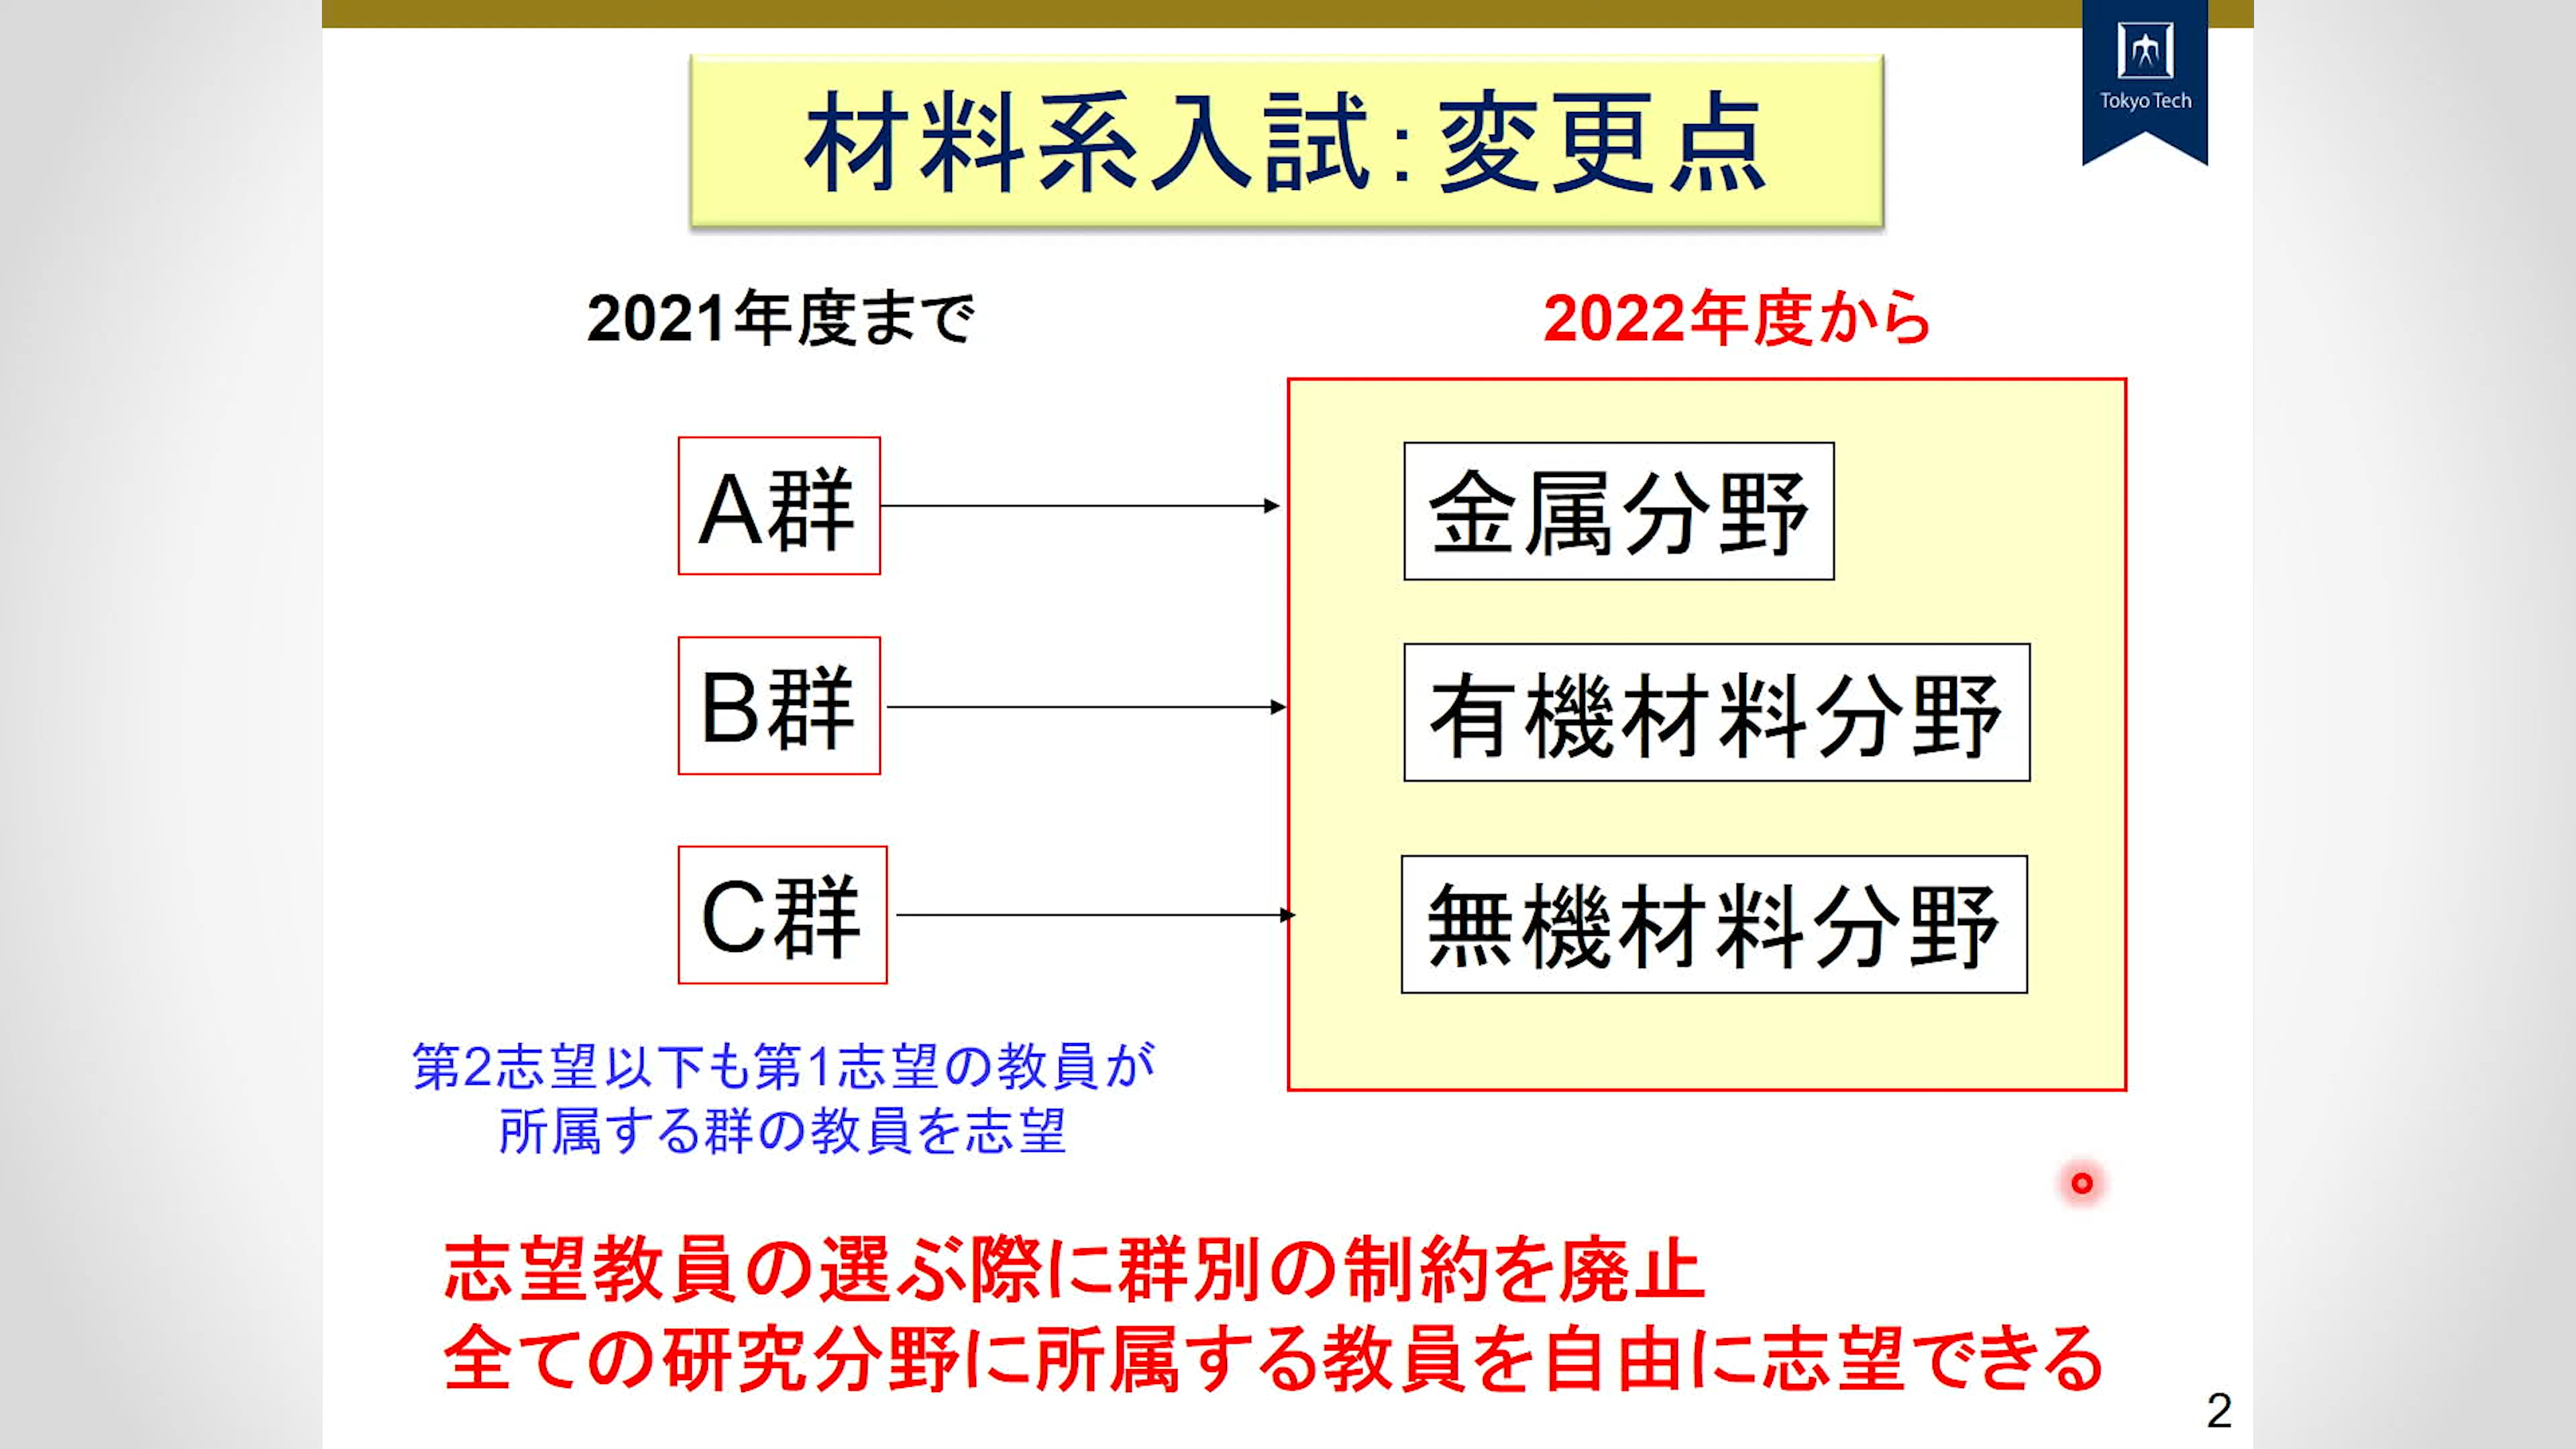 Tokyo Tech
材料系入試：変更点
2021年度まで
2022年度から
A群
金属分野
B群
有機材料分野
C群
無機材料分野
第2志望以下も第1志望の教員が
所属する群の教員を志望
志望教員の選ぶ際に群別の制約を廃止
全ての研究分野に所属する教員を自由に志望できる
2